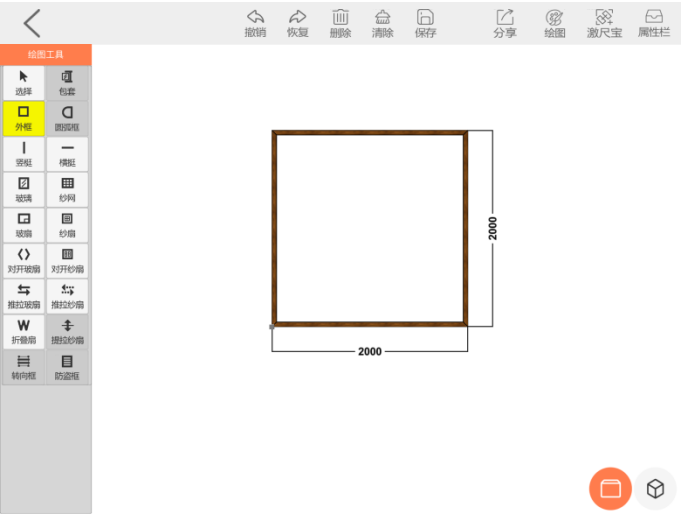 撤销 恢复 删除 清除 保存 分享 绘图 激尺宝 属性栏
绘图工具
选择 包套
外框 圆弧框
竖梃 横梃
玻璃 纱网
玻扇 纱扇
对开玻扇 对开纱扇
推拉玻扇 推拉纱扇
折叠扇 提拉纱扇
转向框 防盗框
2000
2000